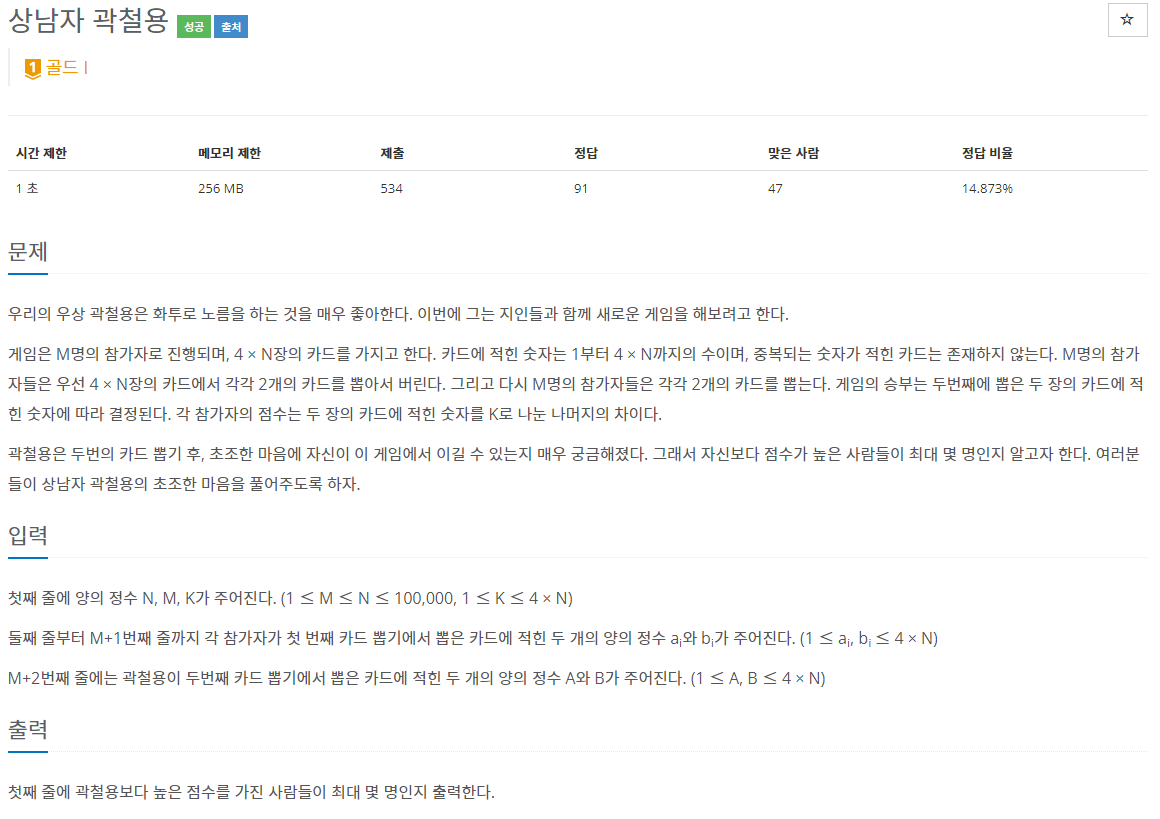 상남자 곽철용 성공 출처
☆
1 골드 I
시간 제한 메모리 제한 제출 정답 맞은 사람 정답 비율
1 초 256 MB 534 91 47 14.873%
문제
우리의 우상 곽철용은 화투로 노름을 하는 것을 매우 좋아한다. 이번에 그는 지인들과 함께 새로운 게임을 해보려고 한다.
게임은 M명의 참가자로 진행되며, 4 × N장의 카드를 가지고 한다. 카드에 적힌 숫자는 1부터 4 × N까지의 수이며, 중복되는 숫자가 적힌 카드는 존재하지 않는다. M명의 참가
자들은 우선 4 × N장의 카드에서 각각 2개의 카드를 뽑아서 버린다. 그리고 다시 M명의 참가자들은 각각 2개의 카드를 뽑는다. 게임의 승부는 두번째에 뽑은 두 장의 카드에 적
힌 숫자에 따라 결정된다. 각 참가자의 점수는 두 장의 카드에 적힌 숫자를 K로 나눈 나머지의 차이다.
곽철용은 두번의 카드 뽑기 후, 초조한 마음에 자신이 이 게임에서 이길 수 있는지 매우 궁금해졌다. 그래서 자신보다 점수가 높은 사람들이 최대 몇 명인지 알고자 한다. 여러분
들이 상남자 곽철용의 초조한 마음을 풀어주도록 하자.
입력
첫째 줄에 양의 정수 N, M, K가 주어진다. (1 ≤ M ≤ N ≤ 100,000, 1 ≤ K ≤ 4 × N)
둘째 줄부터 M+1번째 줄까지 각 참가자가 첫 번째 카드 뽑기에서 뽑은 카드에 적힌 두 개의 양의 정수 aᵢ와 bᵢ가 주어진다. (1 ≤ aᵢ, bᵢ ≤ 4 × N)
M+2번째 줄에는 곽철용이 두번째 카드 뽑기에서 뽑은 카드에 적힌 두 개의 양의 정수 A와 B가 주어진다. (1 ≤ A, B ≤ 4 × N)
출력
첫째 줄에 곽철용보다 높은 점수를 가진 사람들이 최대 몇 명인지 출력한다.